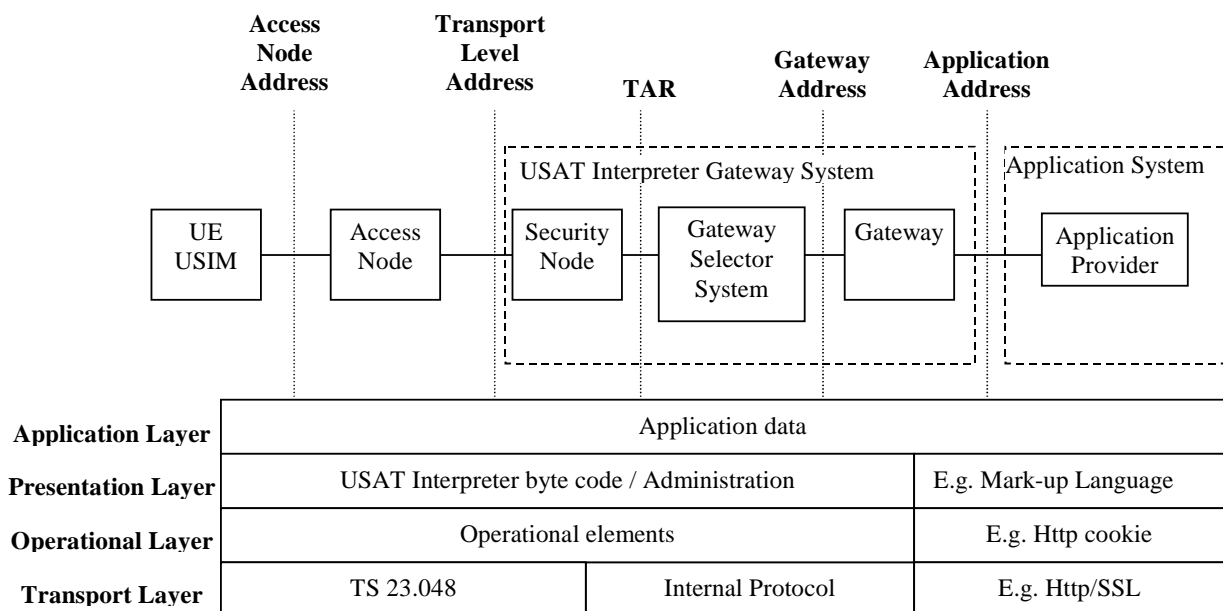 Access
Node
Address
Transport
Level
Address
TAR
Gateway
Address
Application
Address
USAT Interpreter Gateway System
Application System
UE
USIM
Access
Node
Security
Node
Gateway
Selector
System
Gateway
Application
Provider
Application Layer
Application data
Presentation Layer
USAT Interpreter byte code / Administration
E.g. Mark-up Language
Operational Layer
Operational elements
E.g. Http cookie
Transport Layer
TS 23.048
Internal Protocol
E.g. Http/SSL